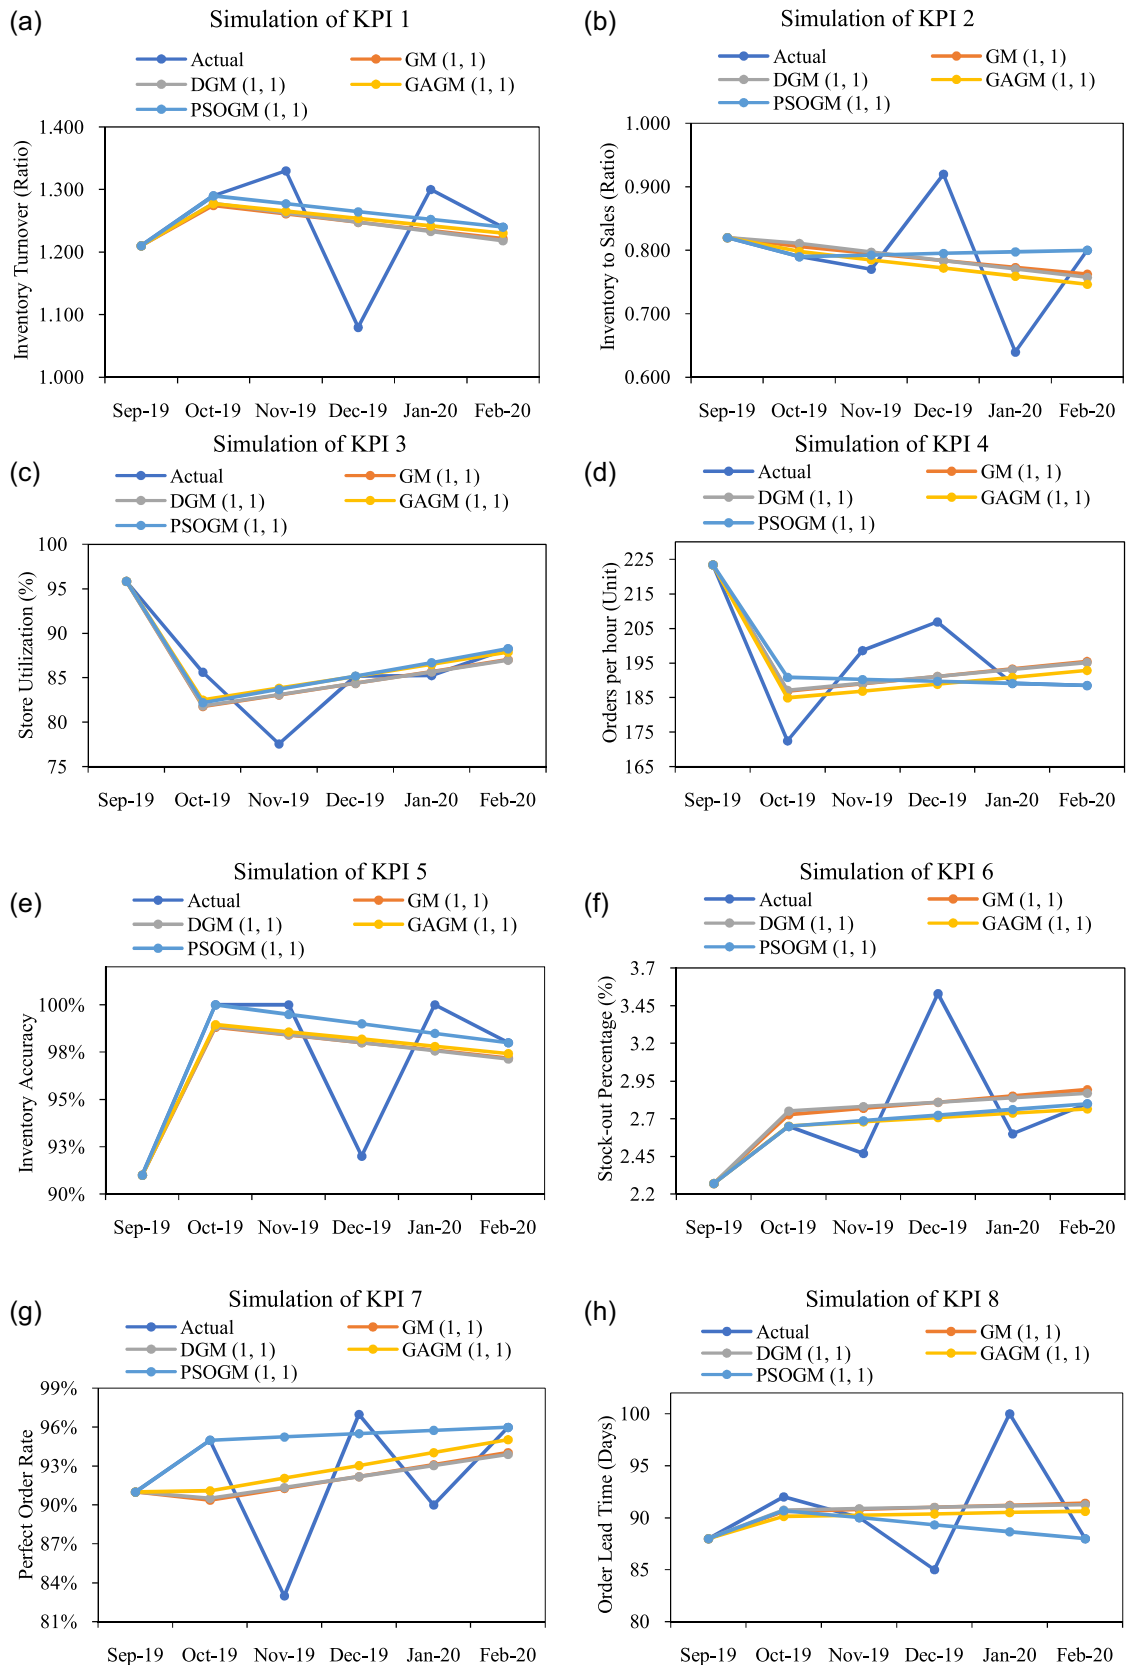 (a)
Simulation of KPI 1
Actual
GM (1, 1)
DGM (1, 1)
GAGM (1, 1)
PSOGM (1, 1)
Inventory Turnover (Ratio)
1.400
1.300
1.200
1.100
1.000
Sep-19 Oct-19 Nov-19 Dec-19 Jan-20 Feb-20
(b)
Simulation of KPI 2
Actual
GM (1, 1)
DGM (1, 1)
GAGM (1, 1)
PSOGM (1, 1)
Inventory to Sales (Ratio)
1.000
0.900
0.800
0.700
0.600
Sep-19 Oct-19 Nov-19 Dec-19 Jan-20 Feb-20
(c)
Simulation of KPI 3
Actual
GM (1, 1)
DGM (1, 1)
GAGM (1, 1)
PSOGM (1, 1)
Store Utilization (%)
100
95
90
85
80
75
Sep-19 Oct-19 Nov-19 Dec-19 Jan-20 Feb-20
(d)
Simulation of KPI 4
Actual
GM (1, 1)
DGM (1, 1)
GAGM (1, 1)
PSOGM (1, 1)
Orders per hour (Unit)
225
215
205
195
185
175
165
Sep-19 Oct-19 Nov-19 Dec-19 Jan-20 Feb-20
(e)
Simulation of KPI 5
Actual
GM (1, 1)
DGM (1, 1)
GAGM (1, 1)
PSOGM (1, 1)
Inventory Accuracy
100%
98%
95%
93%
90%
Sep-19 Oct-19 Nov-19 Dec-19 Jan-20 Feb-20
(f)
Simulation of KPI 6
Actual
GM (1, 1)
DGM (1, 1)
GAGM (1, 1)
PSOGM (1, 1)
Stock-out Percentage (%)
3.7
3.45
3.2
2.95
2.7
2.45
2.2
Sep-19 Oct-19 Nov-19 Dec-19 Jan-20 Feb-20
(g)
Simulation of KPI 7
Actual
GM (1, 1)
DGM (1, 1)
GAGM (1, 1)
PSOGM (1, 1)
Perfect Order Rate
99%
96%
93%
90%
87%
84%
81%
Sep-19 Oct-19 Nov-19 Dec-19 Jan-20 Feb-20
(h)
Simulation of KPI 8
Actual
GM (1, 1)
DGM (1, 1)
GAGM (1, 1)
PSOGM (1, 1)
Order Lead Time (Days)
100
95
90
85
80
Sep-19 Oct-19 Nov-19 Dec-19 Jan-20 Feb-20